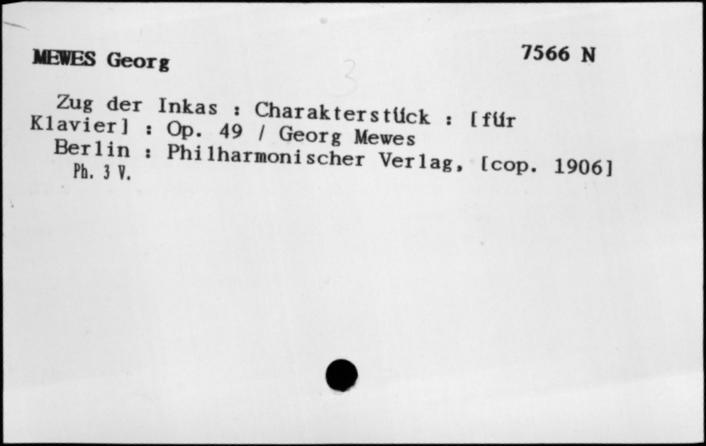 MEWES Georg
7566 N
3
Zug der Inkas : Charakterstück : [für
Klavier] : Op. 49 / Georg Mewes
Berlin : Philharmonischer Verlag, [cop. 1906]
Ph. 3 V.